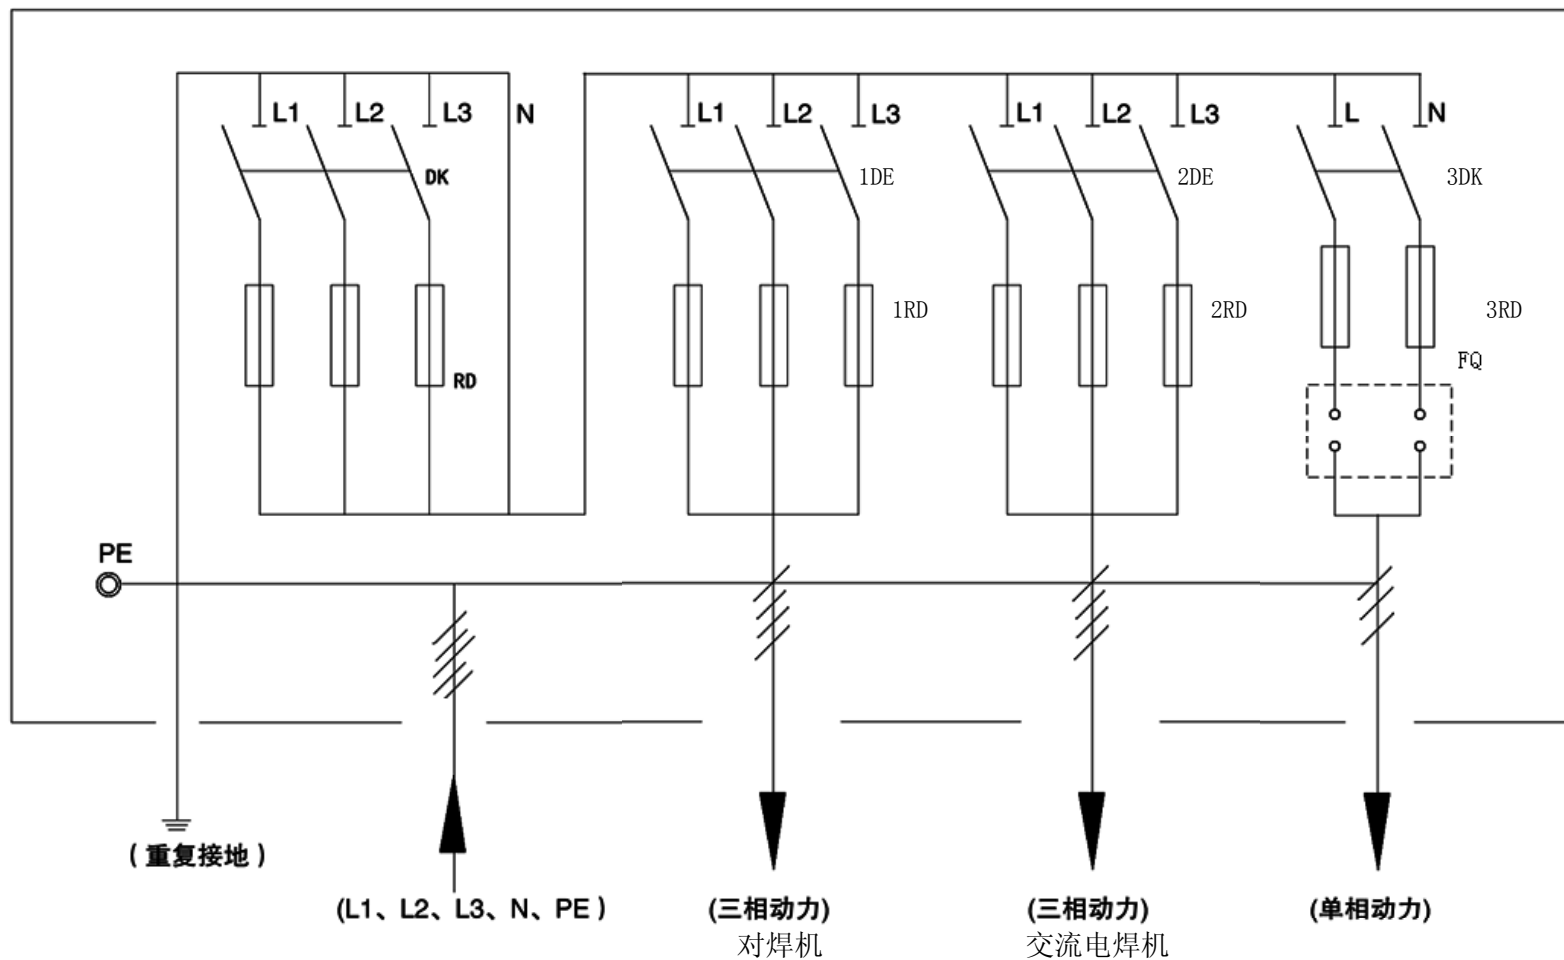 L1 L2 L3 N L1 L2 L3 L1 L2 L3 L N
DK 1DE 2DE 3DK
1RD 2RD 3RD
FQ
RD
PE
(重复接地)
(L1、L2、L3、N、PE) (三相动力) (三相动力) (单相动力)
对焊机 交流电焊机